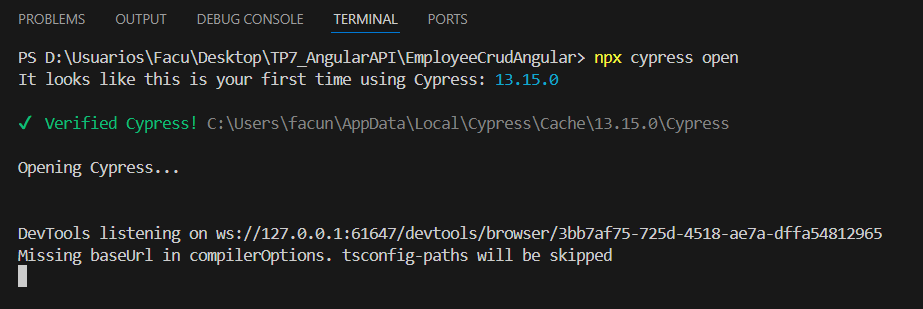 PROBLEMS OUTPUT DEBUG CONSOLE TERMINAL PORTS
PS D:\Usuarios\Facu\Desktop\TP7_AngularAPI\EmployeeCrudAngular> npx cypress open
It looks like this is your first time using Cypress: 13.15.0
✓ Verified Cypress! C:\Users\facun\AppData\Local\Cypress\Cache\13.15.0\Cypress
Opening Cypress...
DevTools listening on ws://127.0.0.1:61647/devtools/browser/3bb7af75-725d-4518-ae7a-dffa54812965
Missing baseUrl in compilerOptions. tsconfig-paths will be skipped